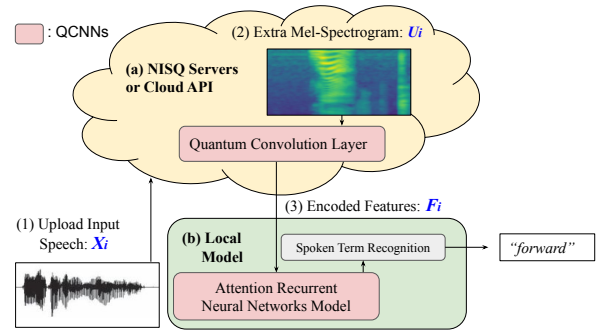 : QCNNs
(2) Extra Mel-Spectrogram: Ui
(a) NISQ Servers
or Cloud API
Quantum Convolution Layer
(1) Upload Input
Speech: Xi
(3) Encoded Features: Fi
(b) Local
Model
Spoken Term Recognition
“forward”
Attention Recurrent
Neural Networks Model